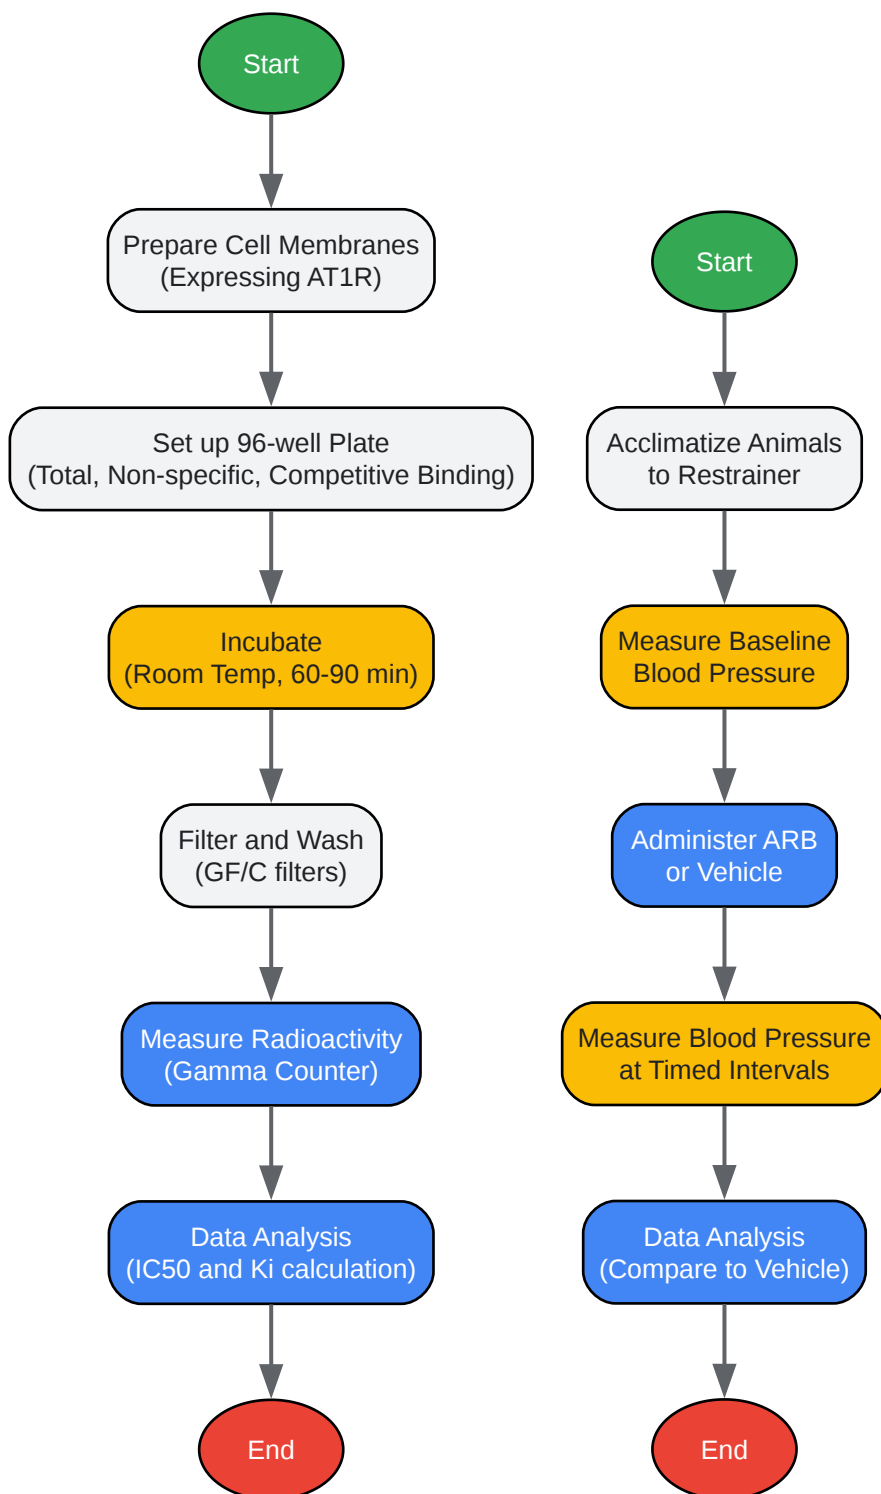 Start
Prepare Cell Membranes
(Expressing AT1R)
Set up 96-well Plate
(Total, Non-specific, Competitive Binding)
Incubate
(Room Temp, 60-90 min)
Filter and Wash
(GF/C filters)
Measure Radioactivity
(Gamma Counter)
Data Analysis
(IC50 and Ki calculation)
End
Start
Acclimatize Animals
to Restrainer
Measure Baseline
Blood Pressure
Administer ARB
or Vehicle
Measure Blood Pressure
at Timed Intervals
Data Analysis
(Compare to Vehicle)
End